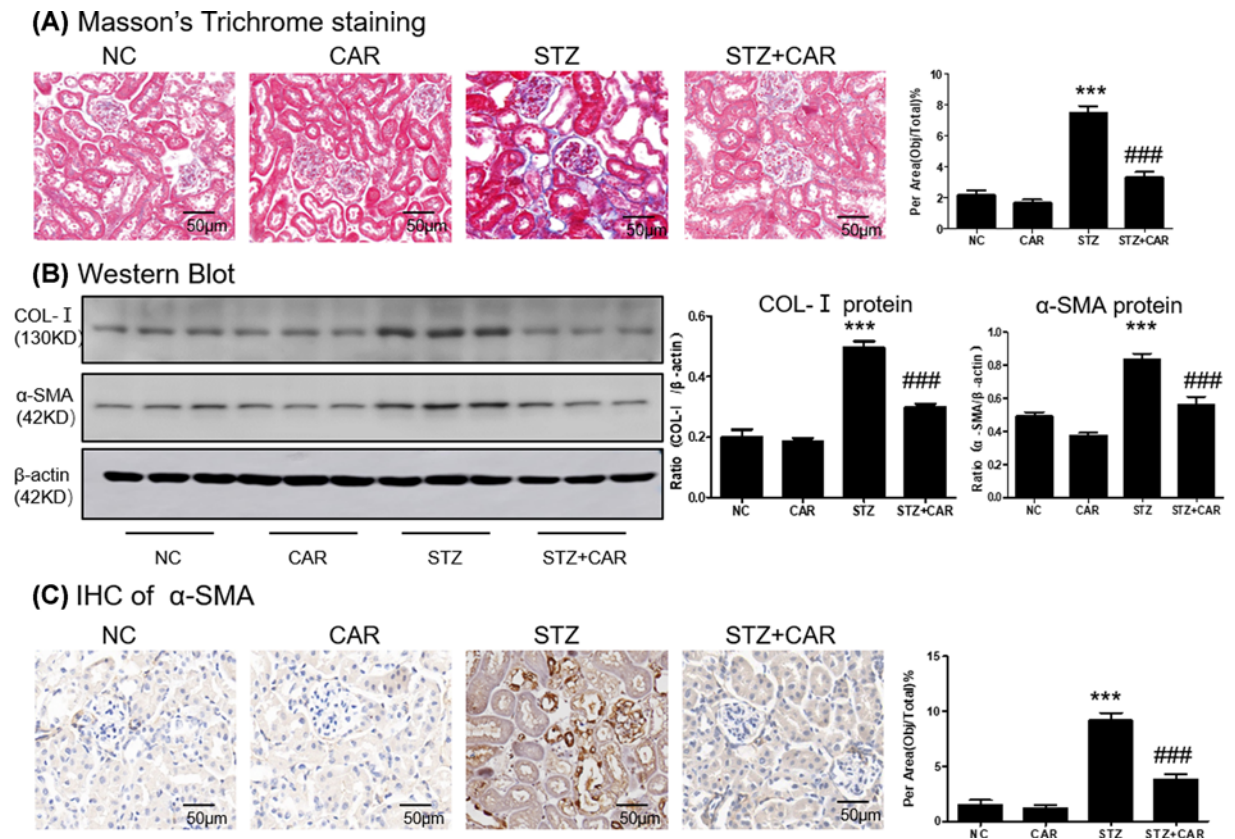 (A) Masson's Trichrome staining
NC CAR STZ STZ+CAR
50μm 50μm 50μm 50μm
Per Area(Obj/Total)%
10
8
6
4
2
0
***
###
NC CAR STZ STZ+CAR
(B) Western Blot
COL-Ⅰ
(130KD)
α-SMA
(42KD)
β-actin
(42KD)
NC CAR STZ STZ+CAR
COL-Ⅰ protein
Ratio (COL-I /β-actin)
0.6
0.4
0.2
0.0
***
###
NC CAR STZ STZ+CAR
α-SMA protein
Ratio (α-SMA/β-actin)
1.0
0.8
0.6
0.4
0.2
0.0
***
###
NC CAR STZ STZ+CAR
(C) IHC of α-SMA
NC CAR STZ STZ+CAR
50μm 50μm 50μm 50μm
Per Area(Obj/Total)%
15
10
5
0
***
###
NC CAR STZ STZ+CAR